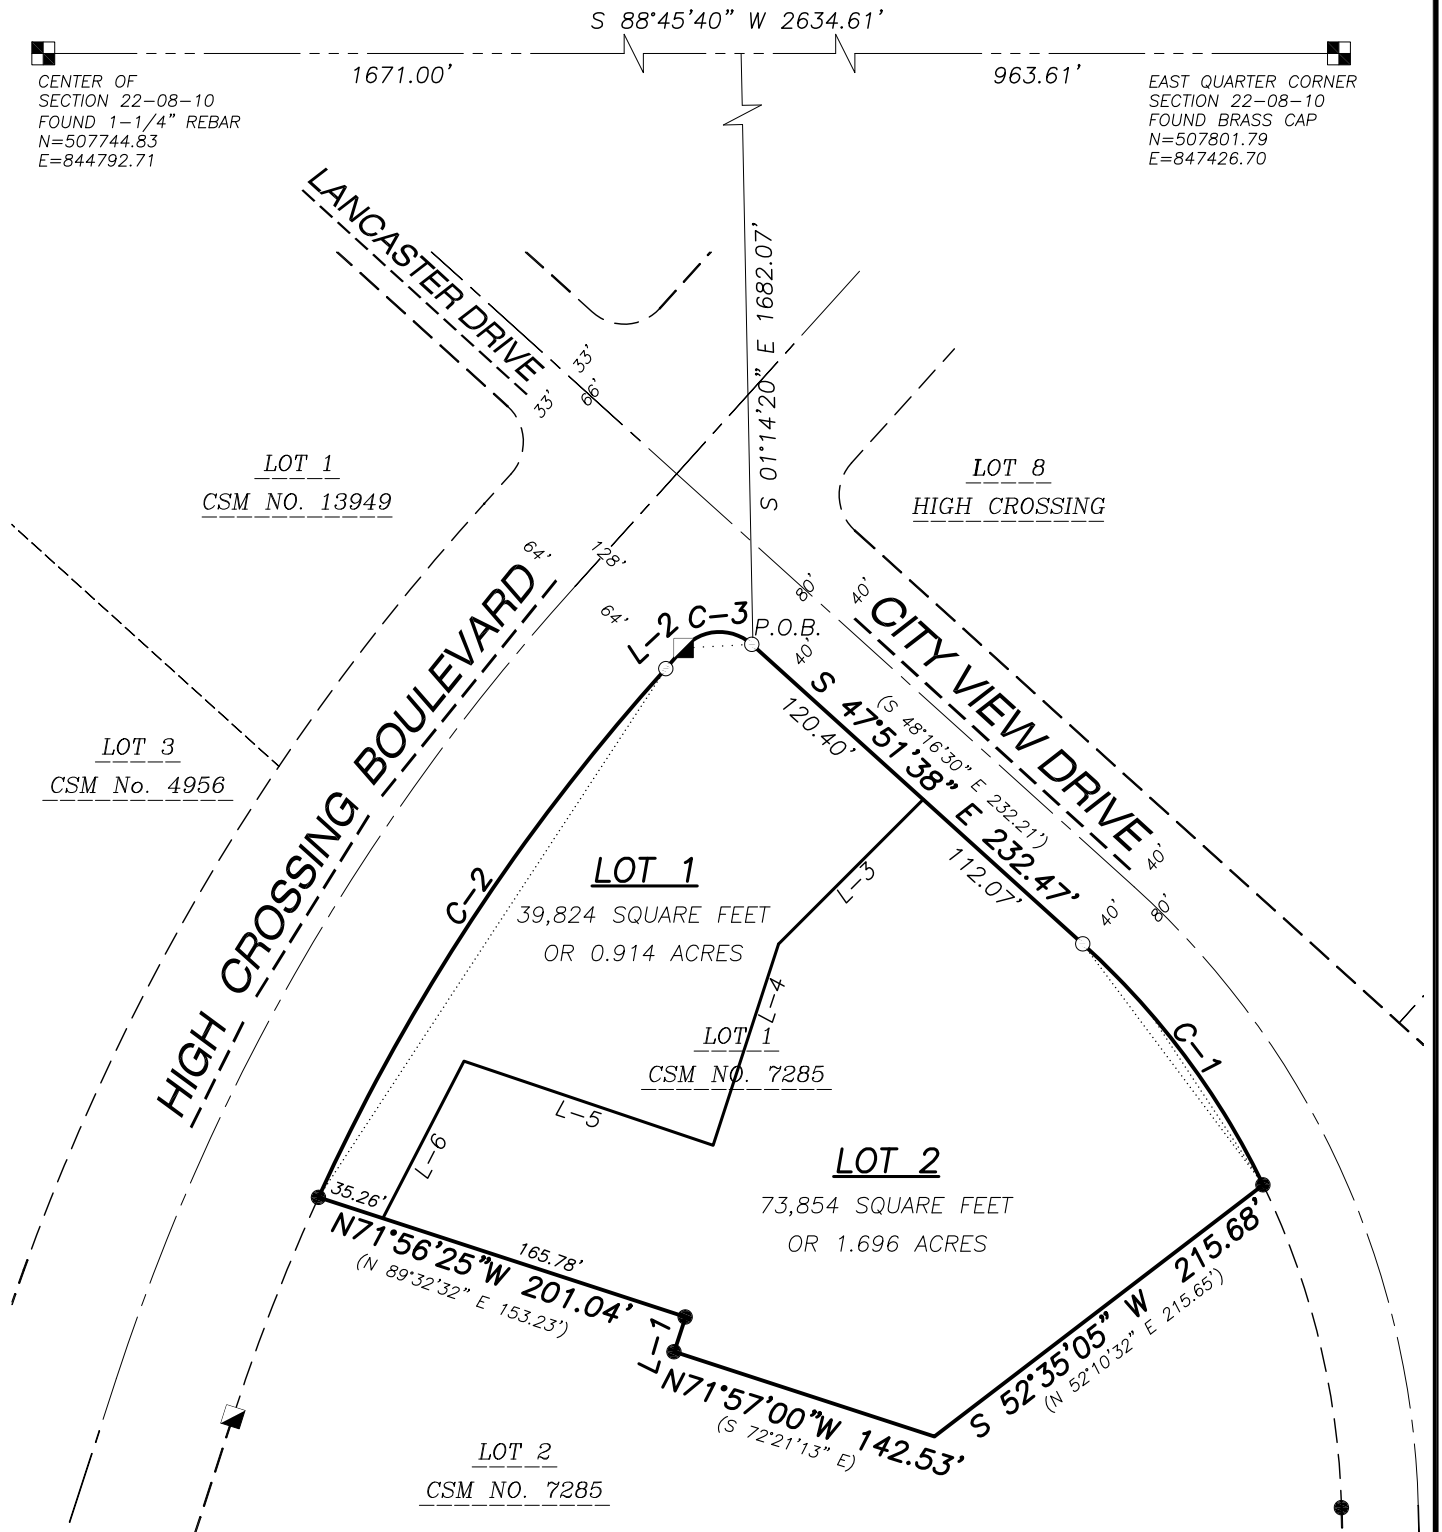 S 88°45'40" W 2634.61'
1671.00'
963.61'
CENTER OF
SECTION 22-08-10
FOUND 1-1/4" REBAR
N=507744.83
E=844792.71
EAST QUARTER CORNER
SECTION 22-08-10
FOUND BRASS CAP
N=507801.79
E=847426.70
LANCASTER DRIVE
S 01°14'20" E 1682.07'
33'
66'
33'
LOT 1
CSM NO. 13949
LOT 8
HIGH CROSSING
64'
128'
64'
HIGH CROSSING BOULEVARD
L-2
C-3
P.O.B.
80'
40'
40'
CITY VIEW DRIVE
S 47°51'38" E 232.47'
(S 48°16'30" E 232.21')
120.40'
112.07'
40'
40'
80'
LOT 3
CSM No. 4956
C-2
LOT 1
39,824 SQUARE FEET
OR 0.914 ACRES
L-3
L-4
LOT 1
CSM NO. 7285
C-1
L-5
L-6
LOT 2
73,854 SQUARE FEET
OR 1.696 ACRES
35.26'
165.78'
N71°56'25"W 201.04'
(N 89°32'32" E 153.23')
L-1
N71°57'00"W 142.53'
(S 72°21'13" E)
S 52°35'05" W 215.68'
(N 52°10'32" E 215.65')
LOT 2
CSM NO. 7285